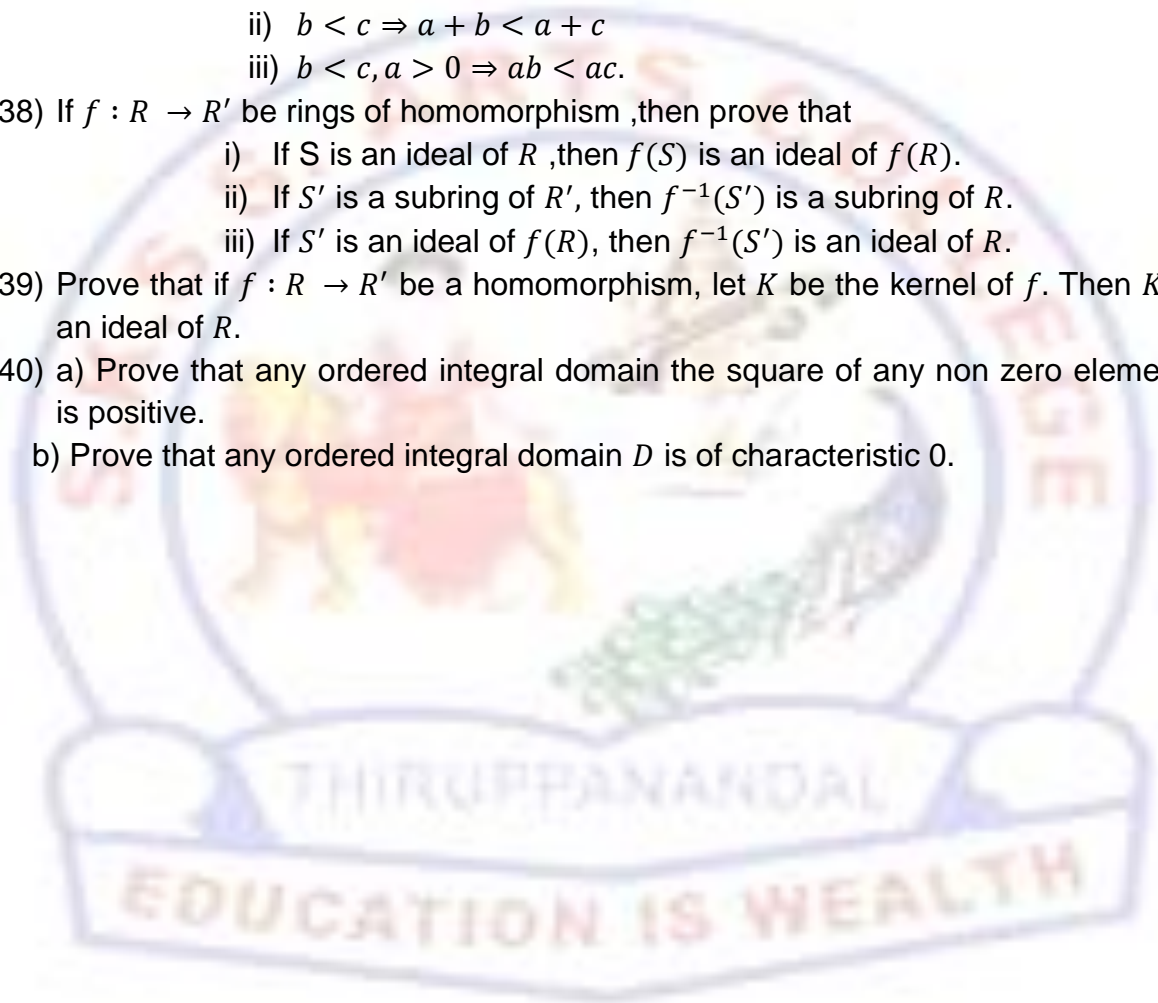 ii) b < c ⇒ a + b < a + c
iii) b < c, a > 0 ⇒ ab < ac.
38) If f : R → R′ be rings of homomorphism ,then prove that
i) If S is an ideal of R ,then f(S) is an ideal of f(R).
ii) If S′ is a subring of R′, then f⁻¹(S′) is a subring of R.
iii) If S′ is an ideal of f(R), then f⁻¹(S′) is an ideal of R.
39) Prove that if f : R → R′ be a homomorphism, let K be the kernel of f. Then K
an ideal of R.
40) a) Prove that any ordered integral domain the square of any non zero eleme
is positive.
b) Prove that any ordered integral domain D is of characteristic 0.
ARTS COLLEGE
THIRUPPANANDAL
EDUCATION IS WEALTH